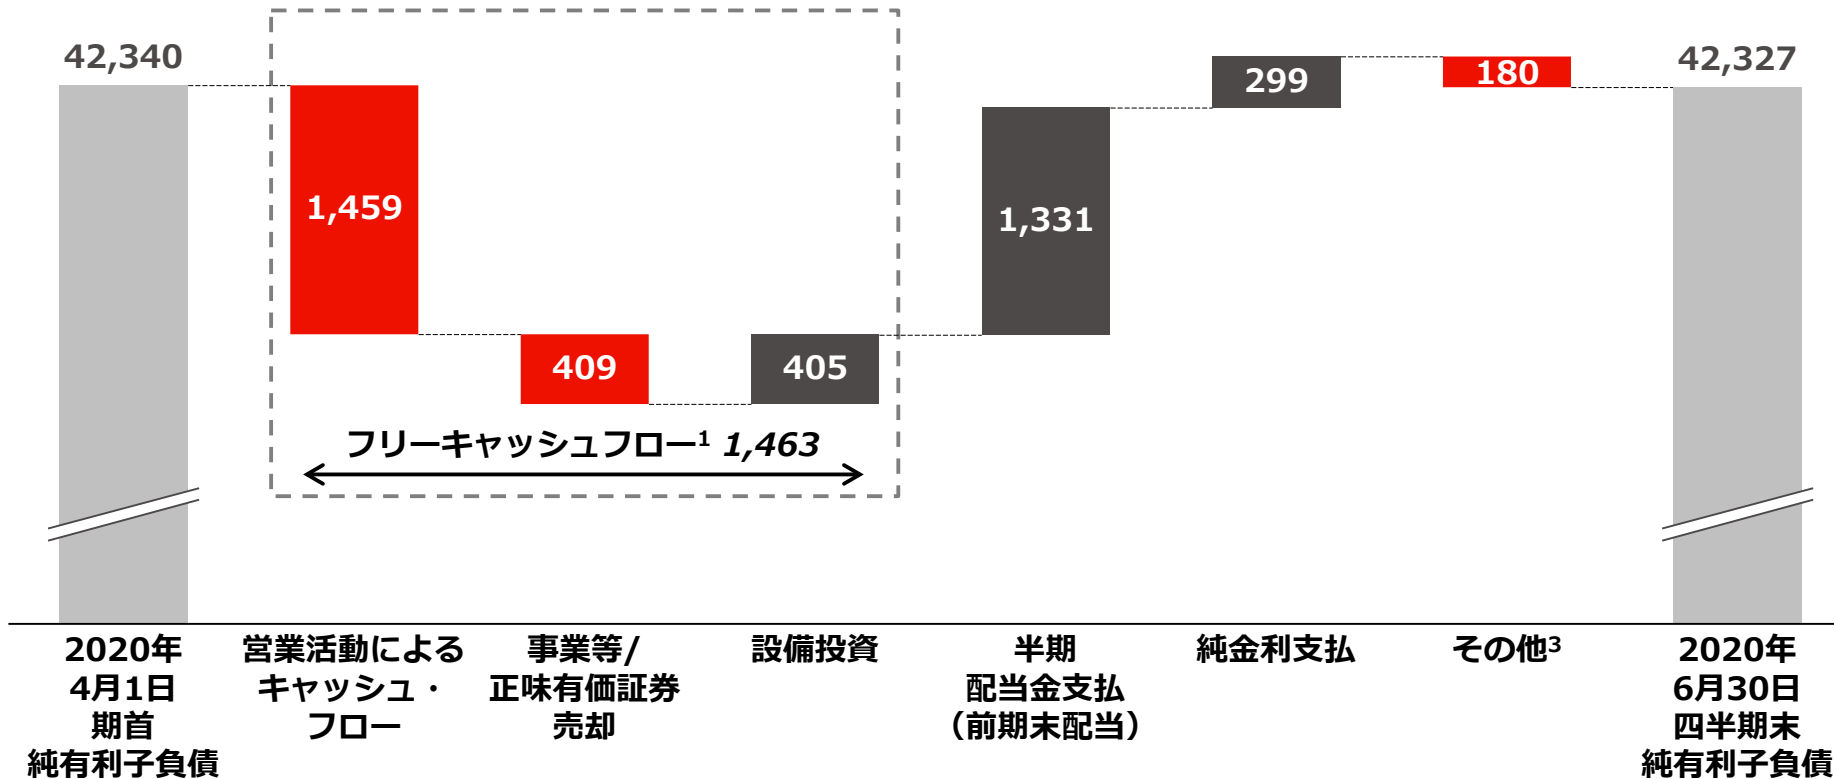 42,340
1,459
409
405
フリーキャッシュフロー¹ 1,463
1,331
299
180
42,327
2020年
4月1日
期首
純有利子負債
営業活動による
キャッシュ・
フロー
事業等/
正味有価証券
売却
設備投資
半期
配当金支払
（前期末配当）
純金利支払
その他³
2020年
6月30日
四半期末
純有利子負債